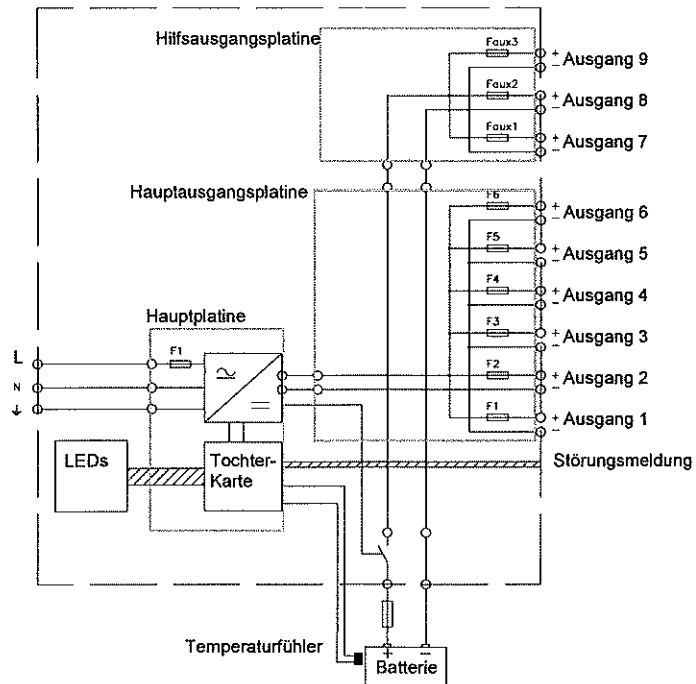 Hilfsausgangsplatine
Faux3
+ Ausgang 9
−
Faux2
+ Ausgang 8
−
Faux1
+ Ausgang 7
−
Hauptausgangsplatine
F6
+ Ausgang 6
−
F5
+ Ausgang 5
−
F4
+ Ausgang 4
−
F3
+ Ausgang 3
−
F2
+ Ausgang 2
−
F1
+ Ausgang 1
−
Hauptplatine
L
F1
N
LEDs
Tochter-
Karte
Störungsmeldung
Temperaturfühler
+ −
Batterie